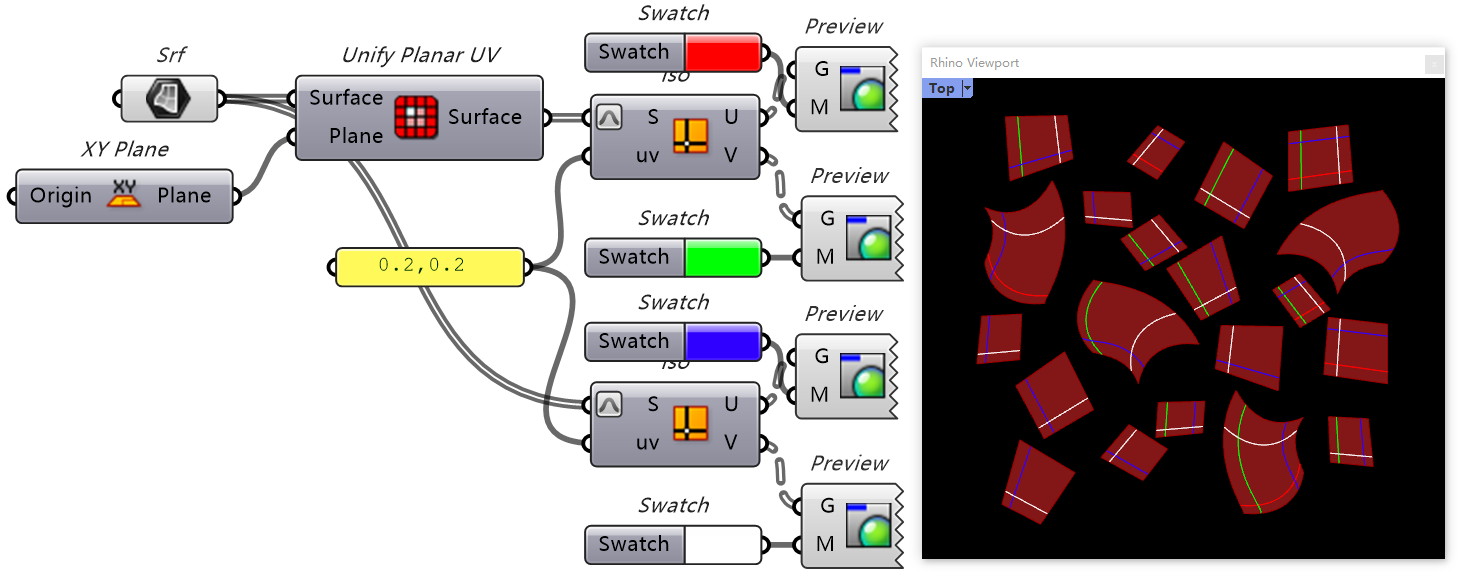 Srf
XY Plane
Origin
XY
Plane
Unify Planar UV
Surface
Plane
Surface
0.2,0.2
Swatch
Swatch
Iso
S
uv
U
V
Preview
G
M
Swatch
Swatch
Preview
G
M
Swatch
Swatch
Iso
S
uv
U
V
Preview
G
M
Swatch
Swatch
Preview
G
M
Rhino Viewport
Top